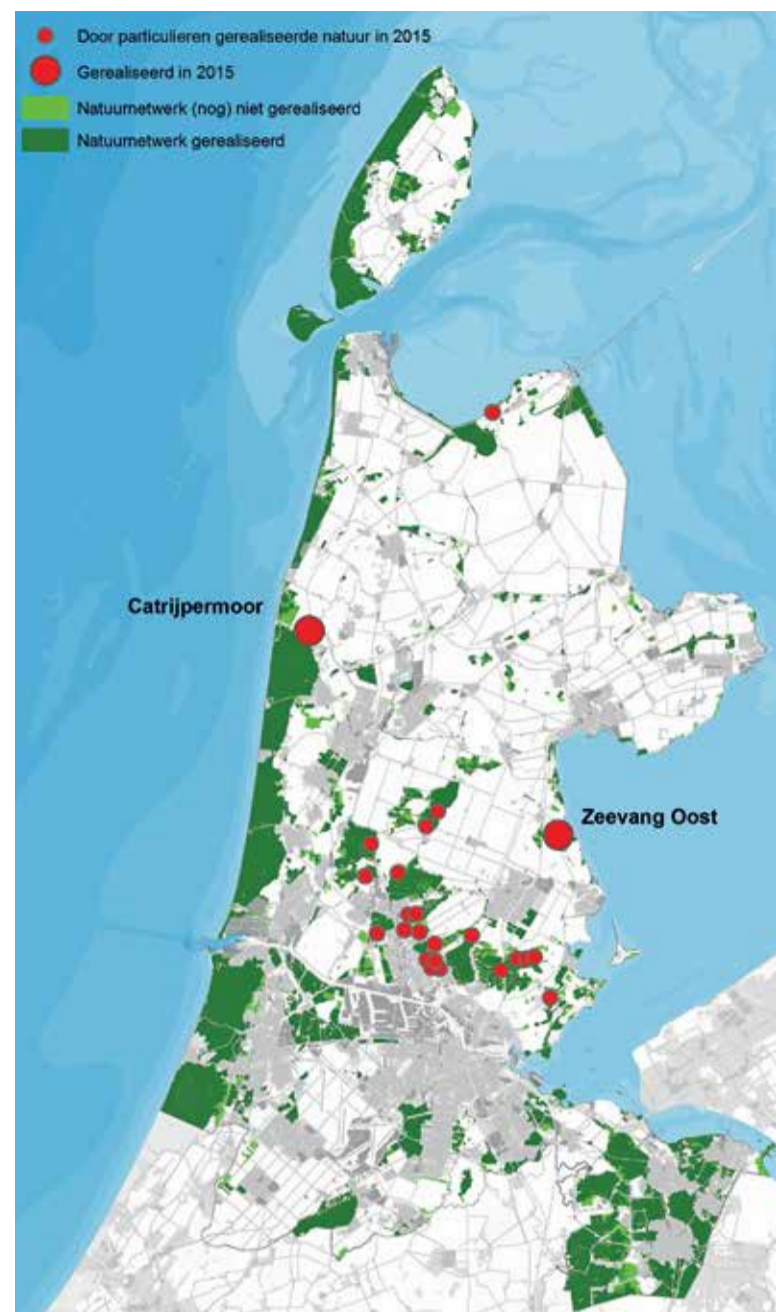 Door particulieren gerealiseerde natuur in 2015
Gerealiseerd in 2015
Natuurnetwerk (nog) niet gerealiseerd
Natuurnetwerk gerealiseerd
Catrijpermoor
Zeevang Oost